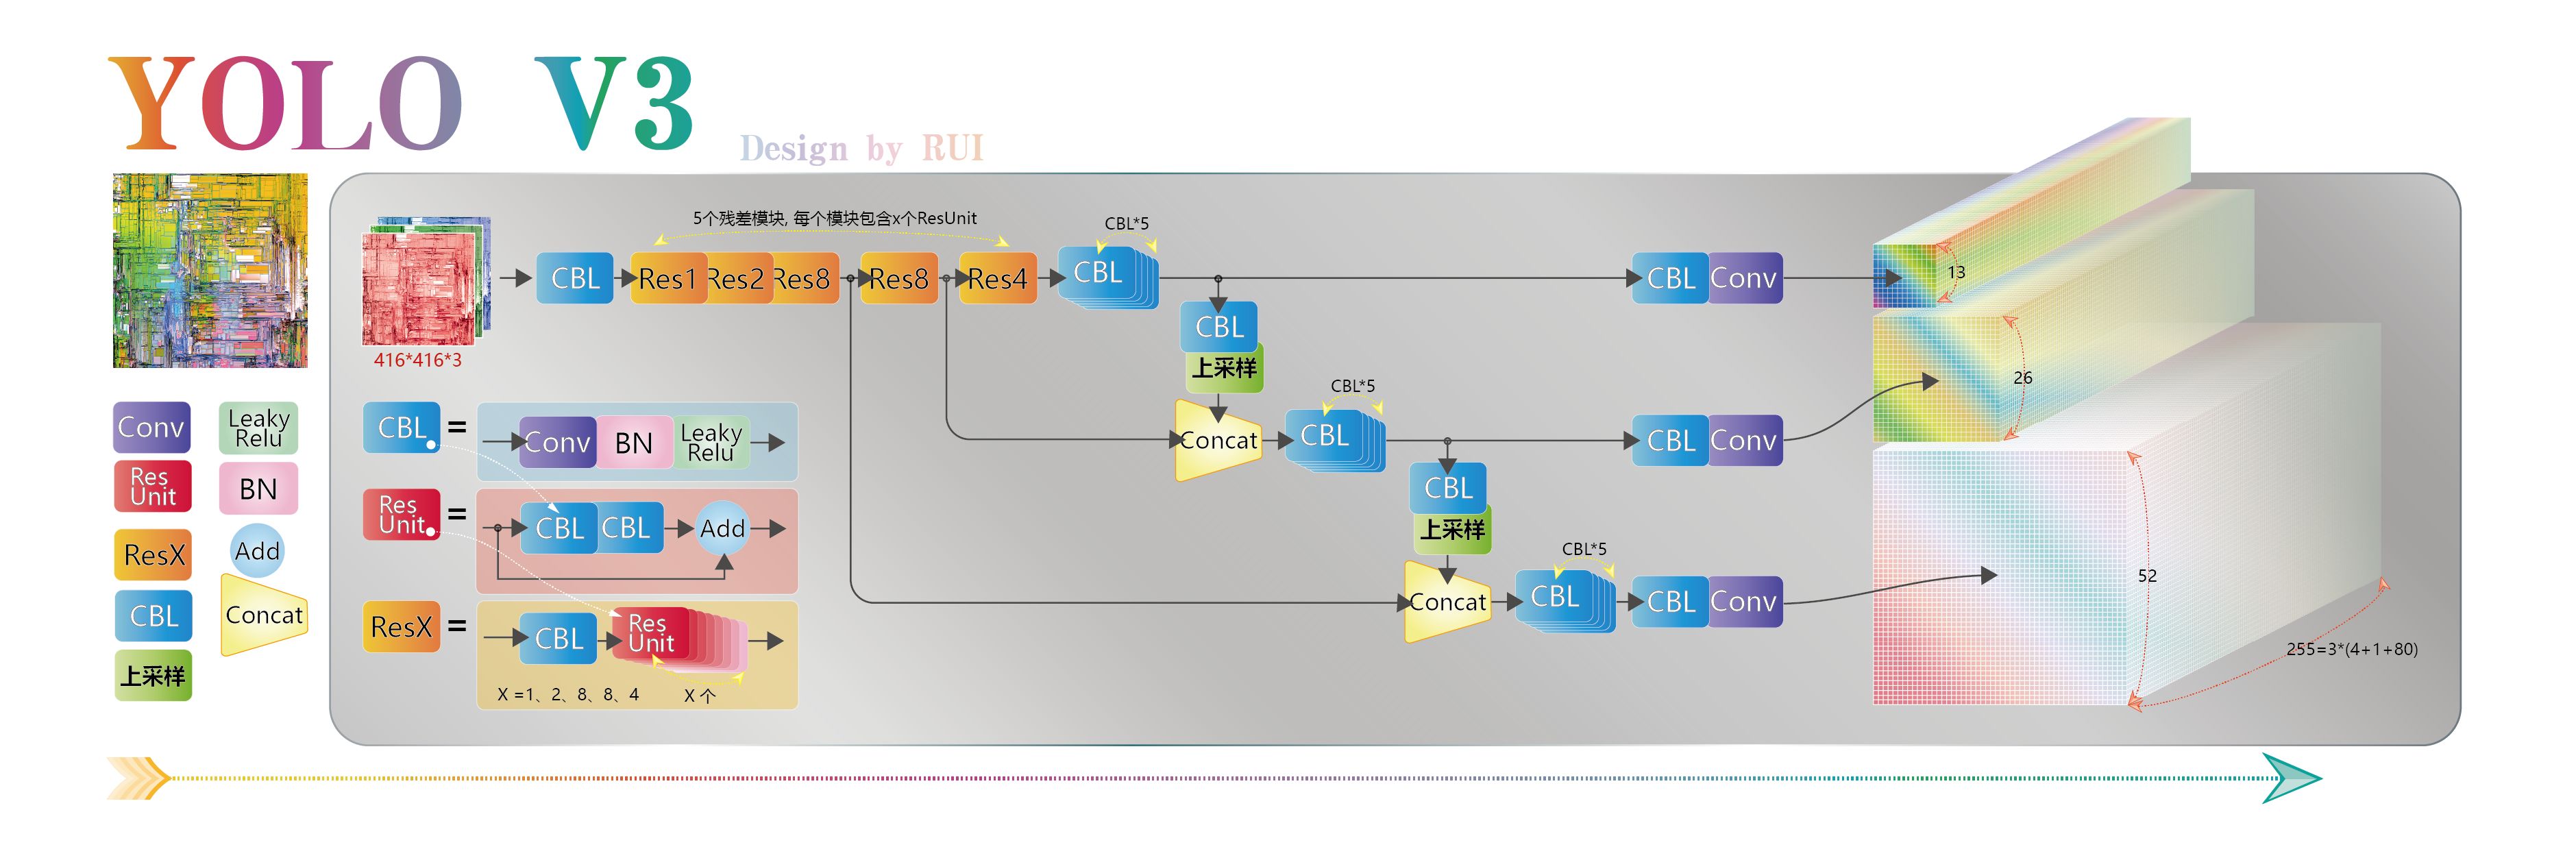 YOLO V3
Design by RUI
5个残差模块, 每个模块包含x个ResUnit
CBL*5
CBL
Res1
Res2
Res8
Res8
Res4
CBL
CBL
Conv
13
416*416*3
CBL
上采样
26
CBL*5
Conv
Leaky
Relu
CBL
=
Conv
BN
Leaky
Relu
Concat
CBL
CBL
Conv
Res
Unit
BN
Res
Unit
=
CBL
CBL
Add
CBL
上采样
52
CBL*5
ResX
Add
CBL
Concat
ResX
=
CBL
Res
Unit
Concat
CBL
CBL
Conv
255=3*(4+1+80)
上采样
X =1、2、8、8、4
X 个